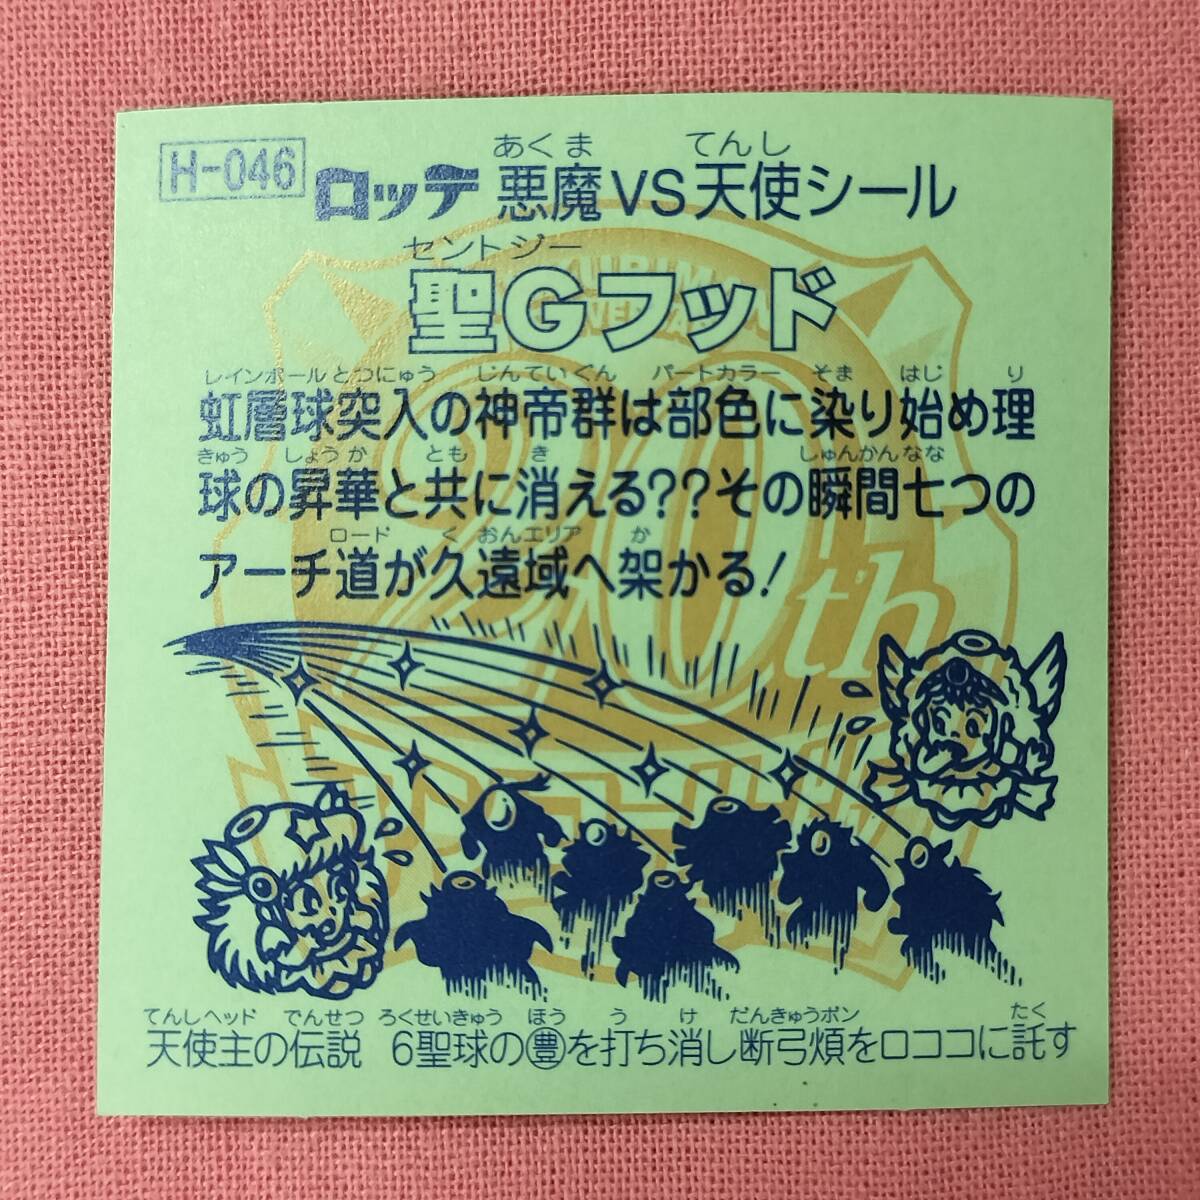 H-046
ロッテ 悪魔VS天使シール
あくま てんし
セントジー
聖Gフッド
レインボールとつにゅう じんていぐん パートカラー そま はじ り
虹層球突入の神帝群は部色に染り始め理
きゅう しょうか とも き しゅんかんなな
球の昇華と共に消える??その瞬間七つの
ロード く おんエリア か
アーチ道が久遠域へ架かる!
20th
てんしヘッド でんせつ ろくせいきゅう ほう う け だんきゅうボン たく
天使主の伝説 6聖球の豊を打ち消し断弓煩をロココに託す